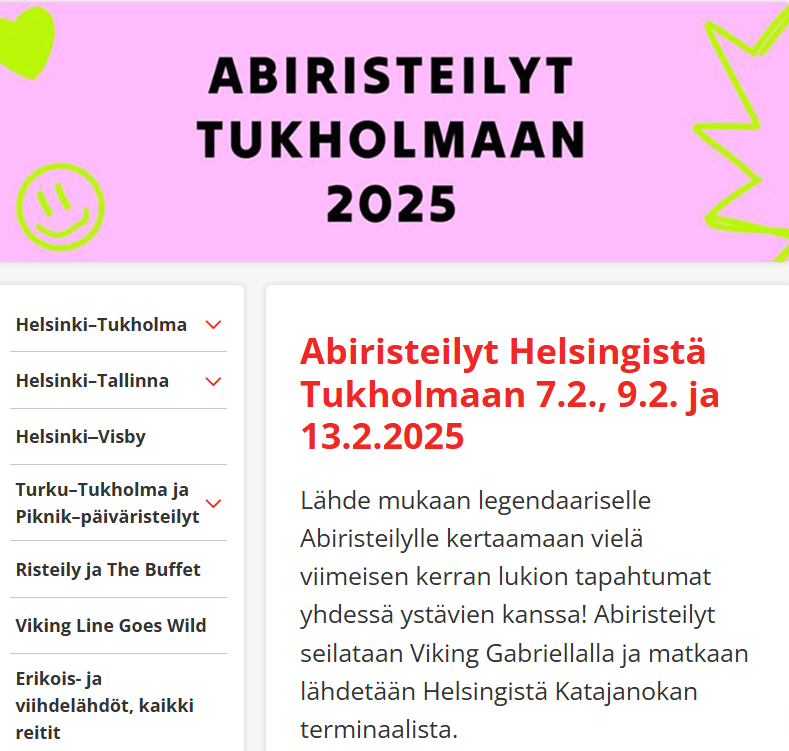 ABIRISTEILYT
TUKHOLMAAN
2025
Helsinki–Tukholma
Helsinki–Tallinna
Helsinki–Visby
Turku–Tukholma ja
Piknik–päiväristeilyt
Risteily ja The Buffet
Viking Line Goes Wild
Erikois- ja
viihdelähdöt, kaikki
reitit
Abiristeilyt Helsingistä
Tukholmaan 7.2., 9.2. ja
13.2.2025
Lähde mukaan legendaariselle
Abiristeilylle kertaamaan vielä
viimeisen kerran lukion tapahtumat
yhdessä ystävien kanssa! Abiristeilyt
seilataan Viking Gabriellalla ja matkaan
lähdetään Helsingistä Katajanokan
terminaalista.